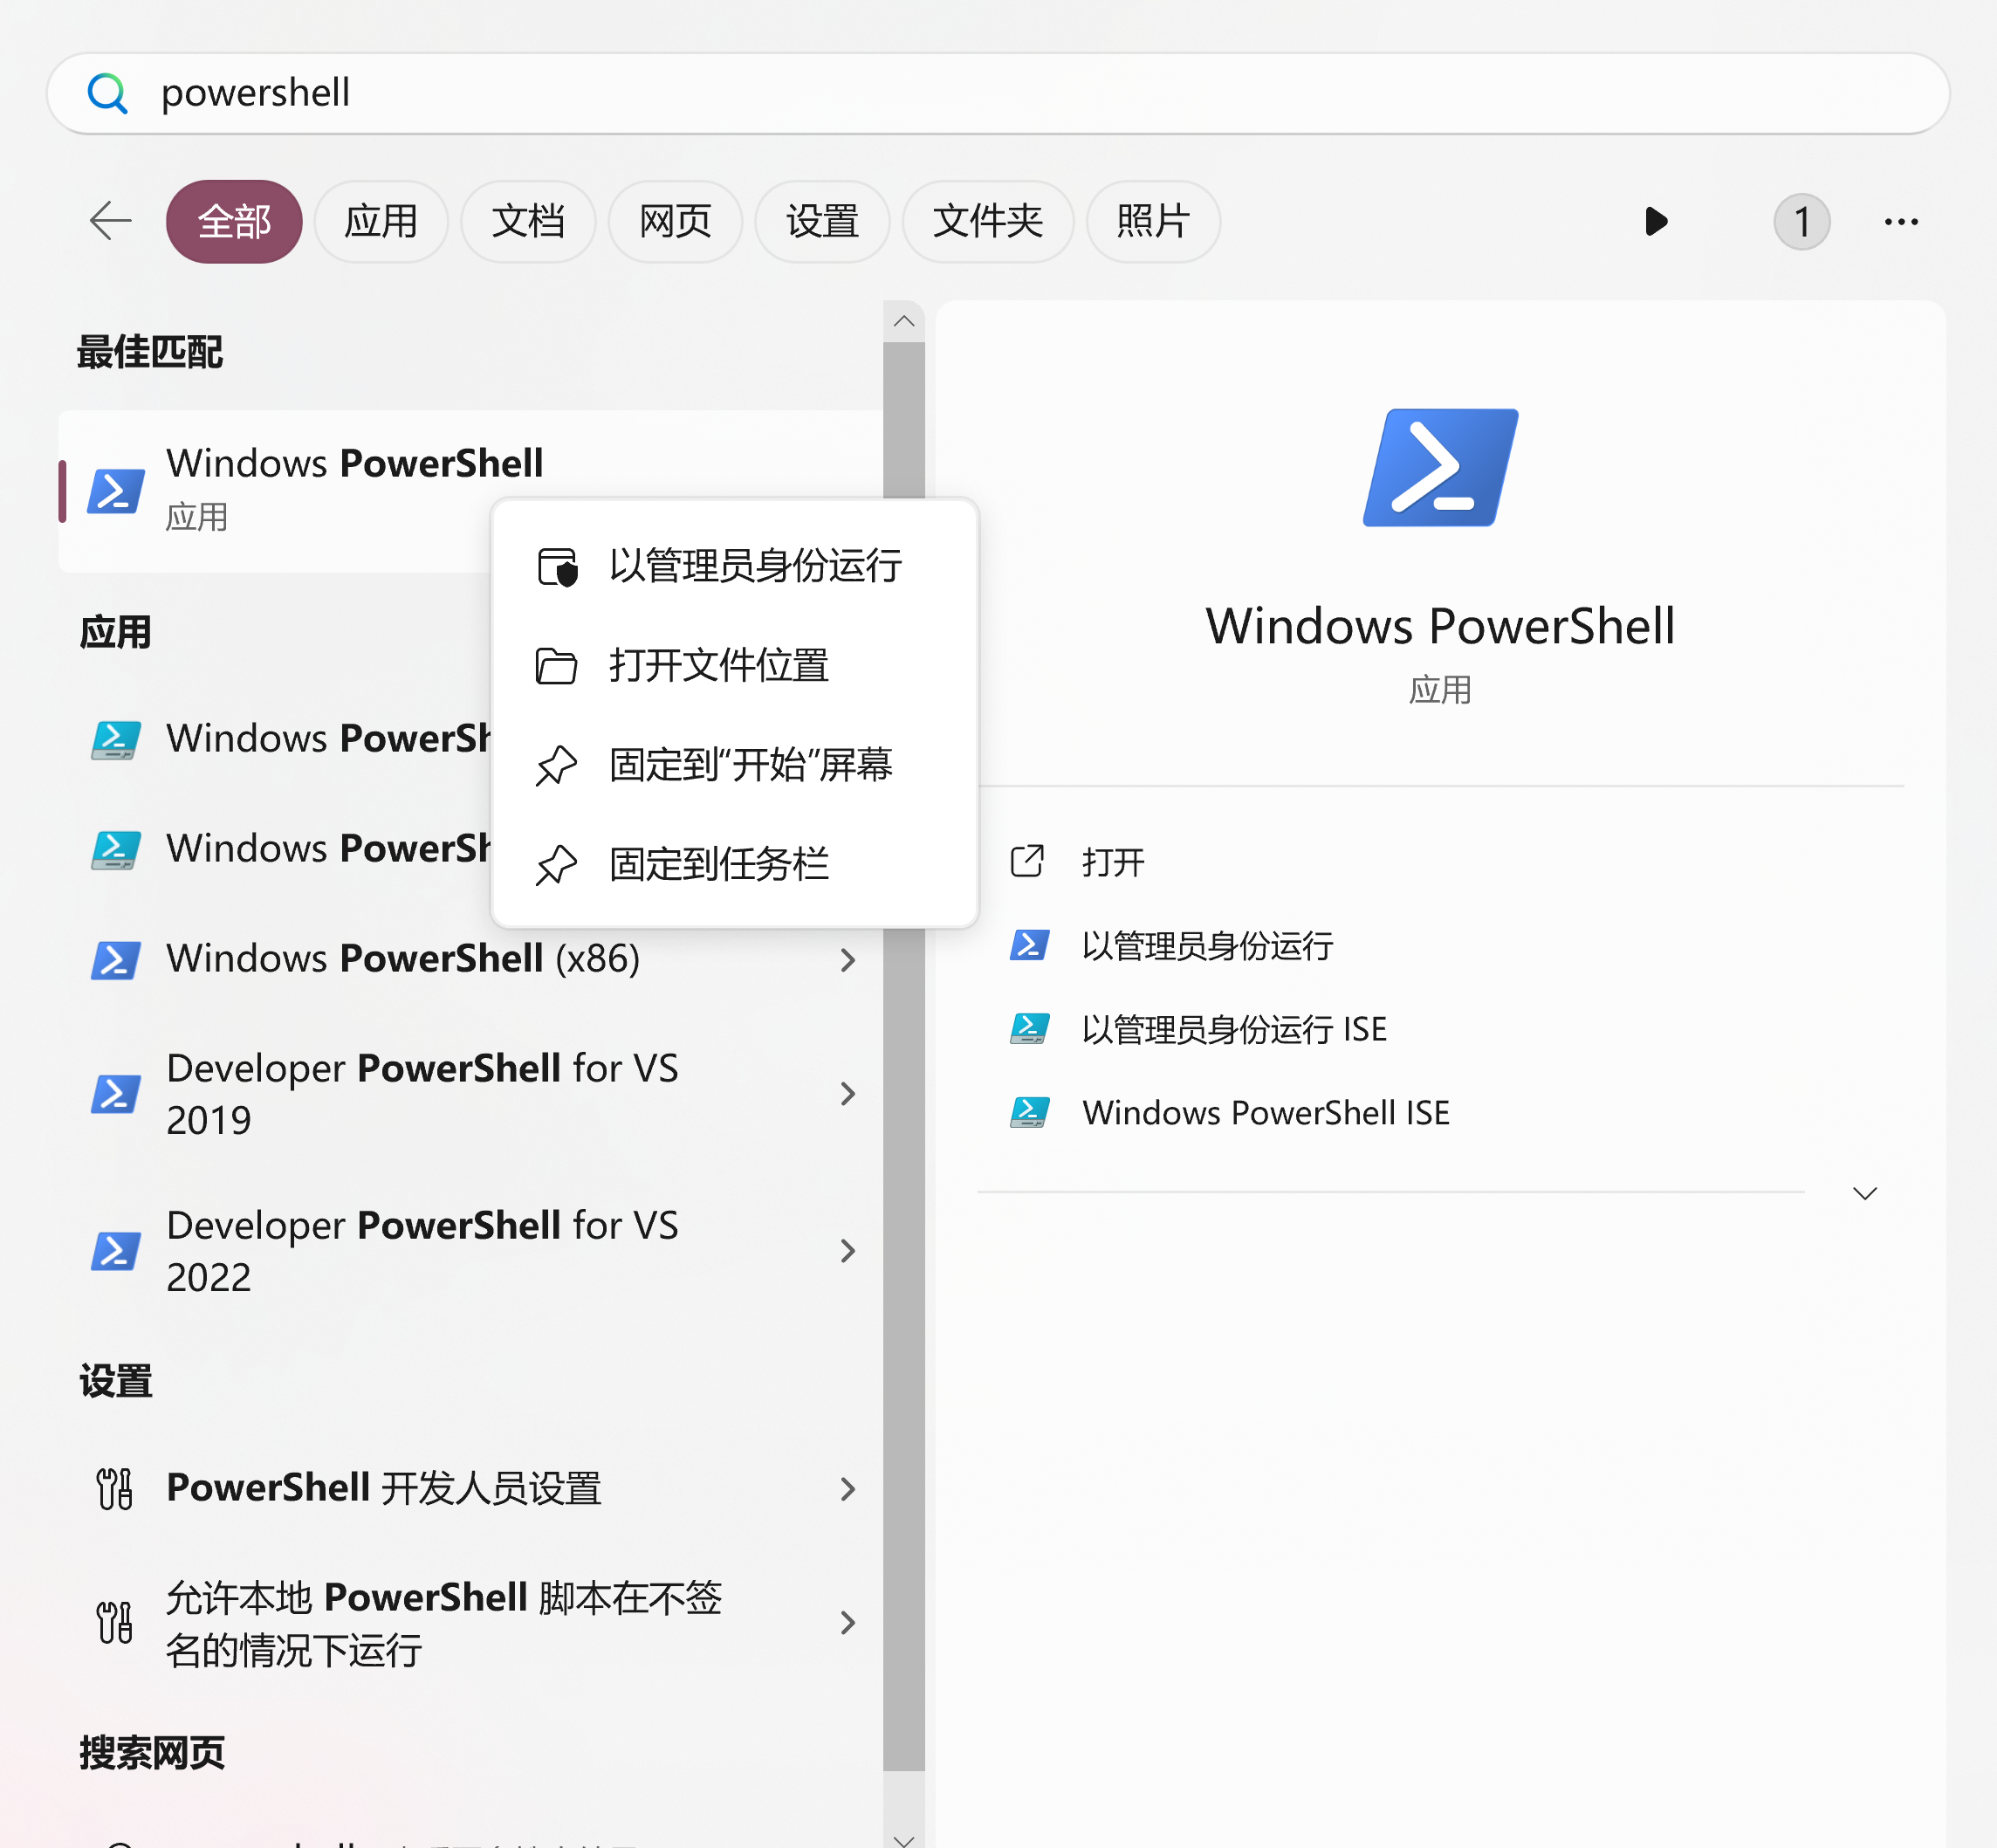 powershell
全部
应用
文档
网页
设置
文件夹
照片
1
最佳匹配
Windows PowerShell
应用
以管理员身份运行
打开文件位置
固定到“开始”屏幕
固定到任务栏
应用
Windows
Windows
Windows PowerShell (x86)
Developer PowerShell for VS
2019
Developer PowerShell for VS
2022
设置
PowerShell 开发人员设置
允许本地 PowerShell 脚本在不签
名的情况下运行
搜索网页
Windows PowerShell
应用
打开
以管理员身份运行
以管理员身份运行 ISE
Windows PowerShell ISE